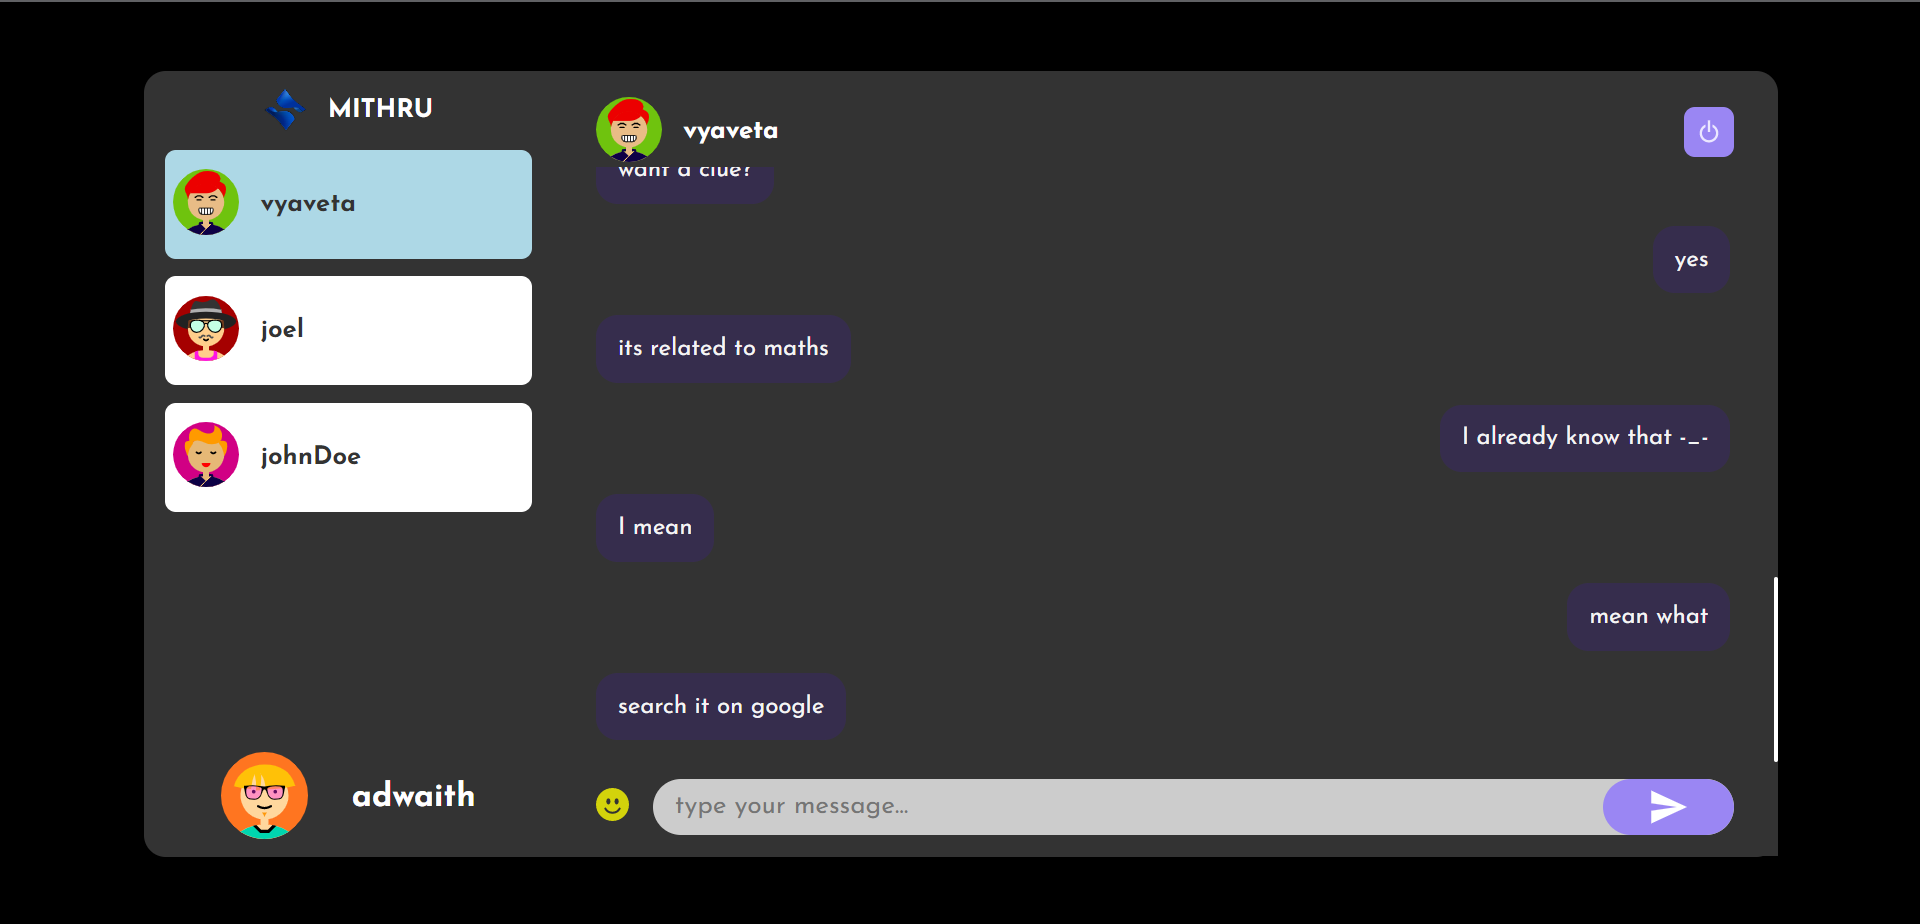 MITHRU
vyaveta
joel
johnDoe
adwaith
vyaveta
want a clue?
yes
its related to maths
I already know that -_-
I mean
mean what
search it on google
type your message...